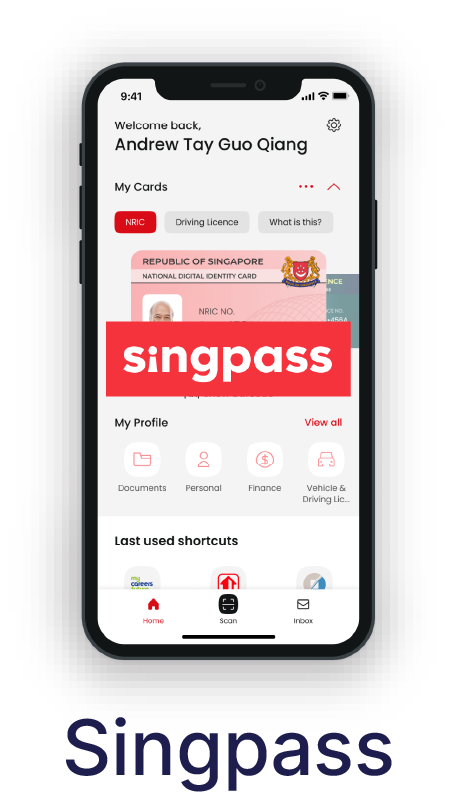 9:41
Welcome back,
Andrew Tay Guo Qiang
My Cards
NRIC
Driving Licence
What is this?
REPUBLIC OF SINGAPORE
NATIONAL DIGITAL IDENTITY CARD
NRIC NO.
singpass
My Profile
View all
Documents
Personal
Finance
Vehicle &
Driving Lic...
Last used shortcuts
my
careers
Home
Scan
Inbox
Singpass